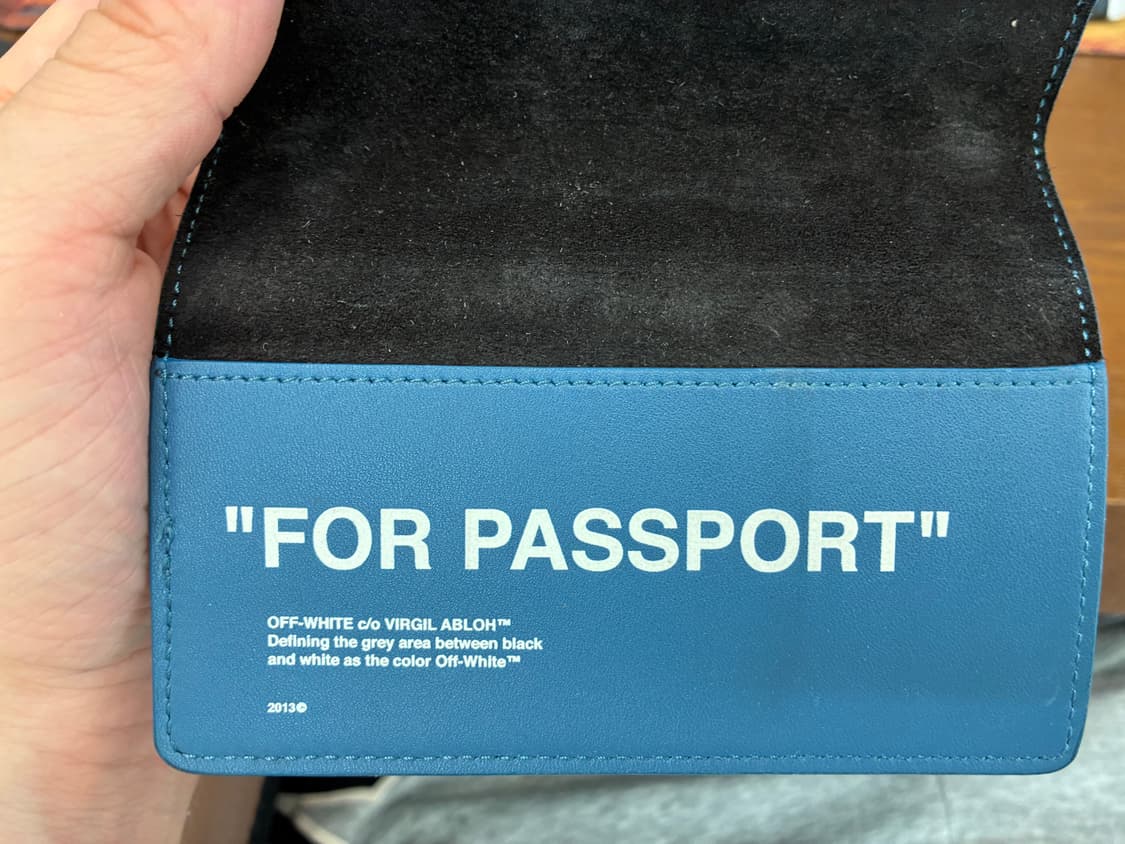 "FOR PASSPORT"
OFF-WHITE c/o VIRGIL ABLOH™
Defining the grey area between black
and white as the color Off-White™
2013©